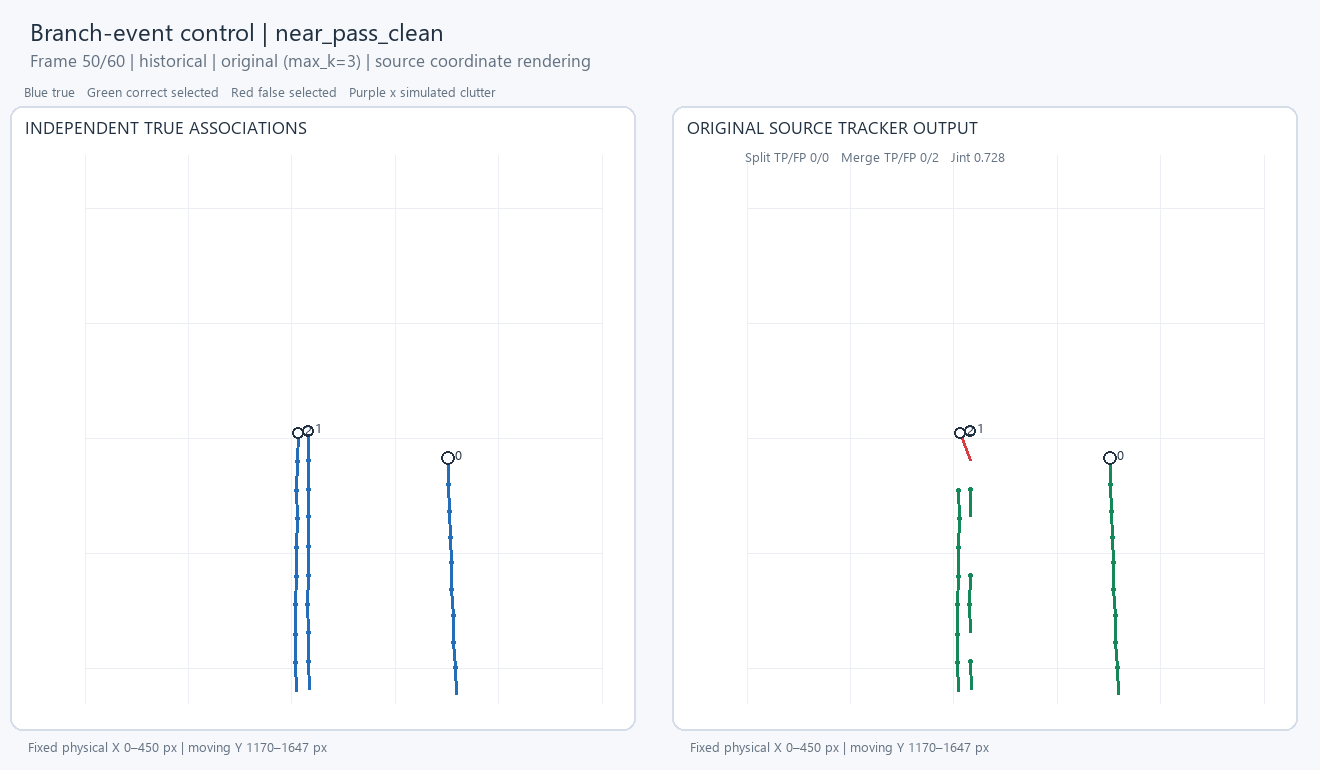 Branch-event control | near_pass_clean
Frame 50/60 | historical | original (max_k=3) | source coordinate rendering
Blue true Green correct selected Red false selected Purple x simulated clutter
INDEPENDENT TRUE ASSOCIATIONS
1
0
Fixed physical X 0–450 px | moving Y 1170–1647 px
ORIGINAL SOURCE TRACKER OUTPUT
Split TP/FP 0/0 Merge TP/FP 0/2 Jint 0.728
1
0
Fixed physical X 0–450 px | moving Y 1170–1647 px